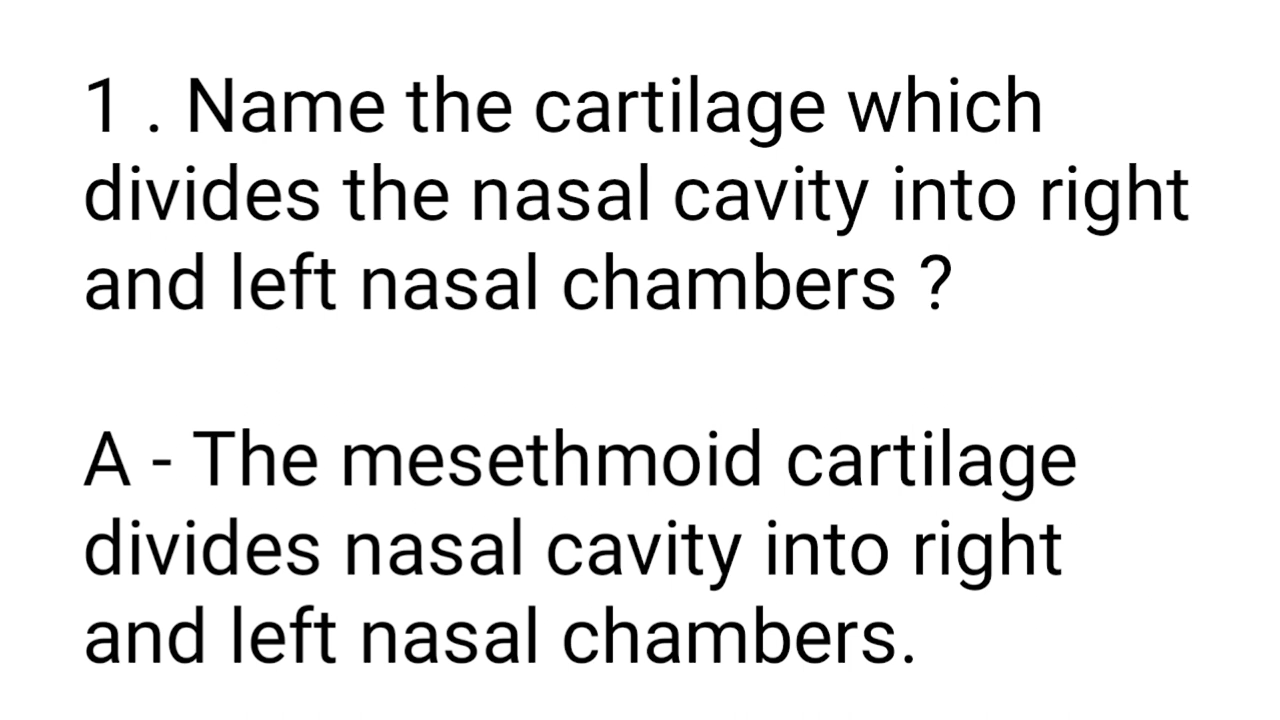 1 . Name the cartilage which
divides the nasal cavity into right
and left nasal chambers ?
A - The mesethmoid cartilage
divides nasal cavity into right
and left nasal chambers.